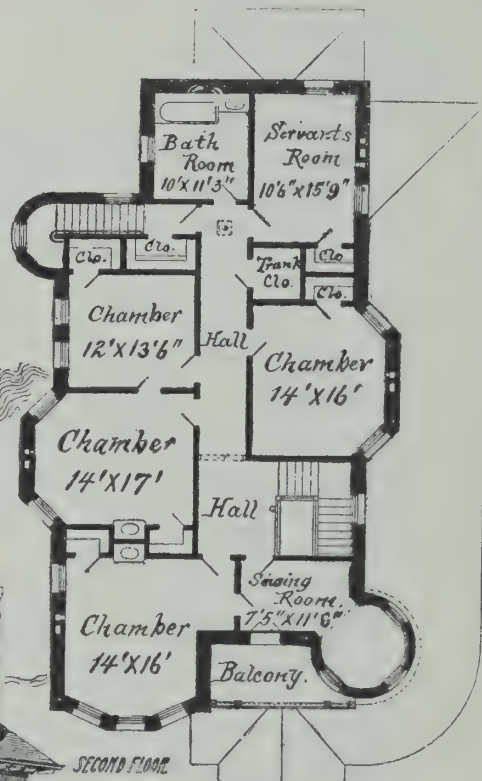 Bath
Room
10'X11'3"
Servants
Room
10'6"X15'9"
Clo.
Clo.
Clo
Trunk
Clo.
Clo.
Chamber
12'X13'6"
Hall
Chamber
14'X16'
Chamber
14'X17'
Hall
Sewing
Room.
7'5"X11'6"
Chamber
14'X16'
Balcony.
SECOND FLOOR